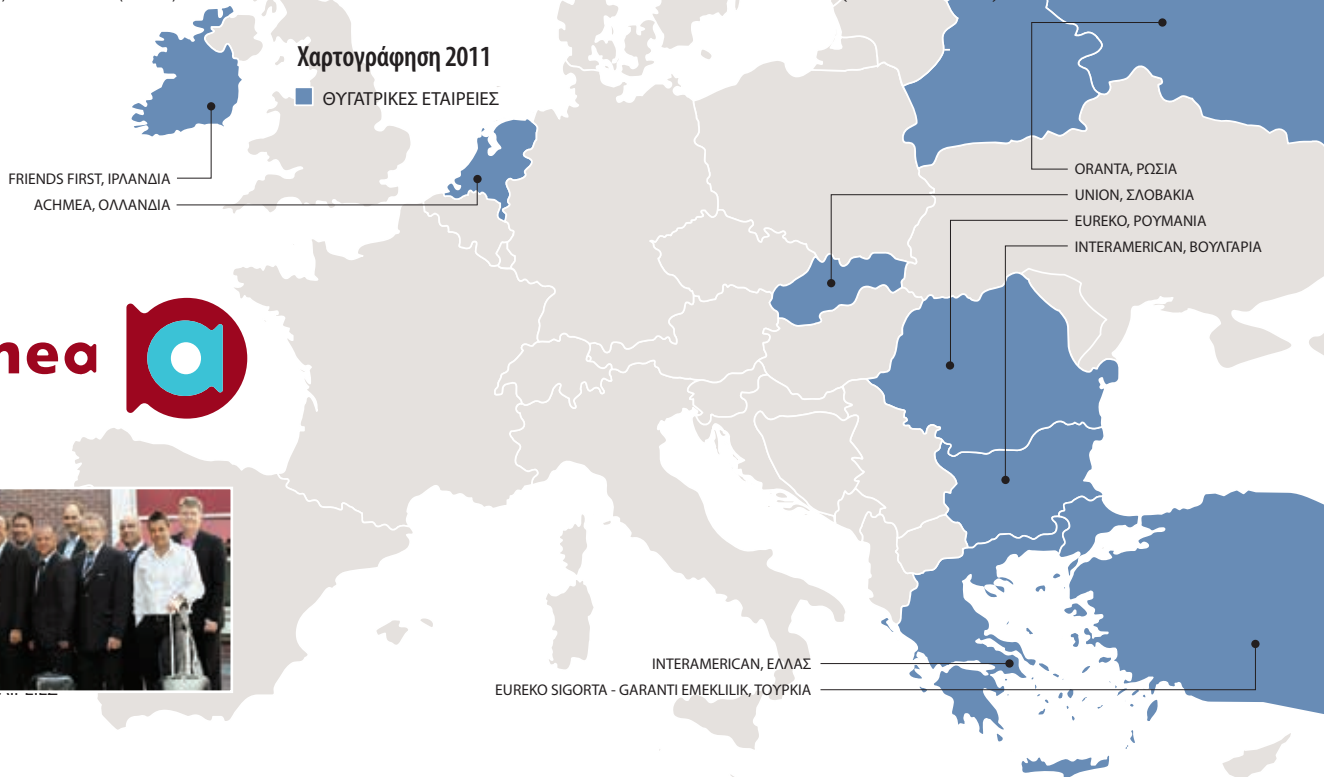 Χαρτογράφηση 2011
ΘΥΓΑΤΡΙΚΕΣ ΕΤΑΙΡΕΙΕΣ
FRIENDS FIRST, ΙΡΛΑΝΔΙΑ
ACHMEA, ΟΛΛΑΝΔΙΑ
ORANTA, ΡΩΣΙΑ
UNION, ΣΛΟΒΑΚΙΑ
EUREKO, ΡΟΥΜΑΝΙΑ
INTERAMERICAN, ΒΟΥΛΓΑΡΙΑ
mea
INTERAMERICAN, ΕΛΛΑΣ
EUREKO SIGORTA - GARANTI EMEKLILIK, ΤΟΥΡΚΙΑ